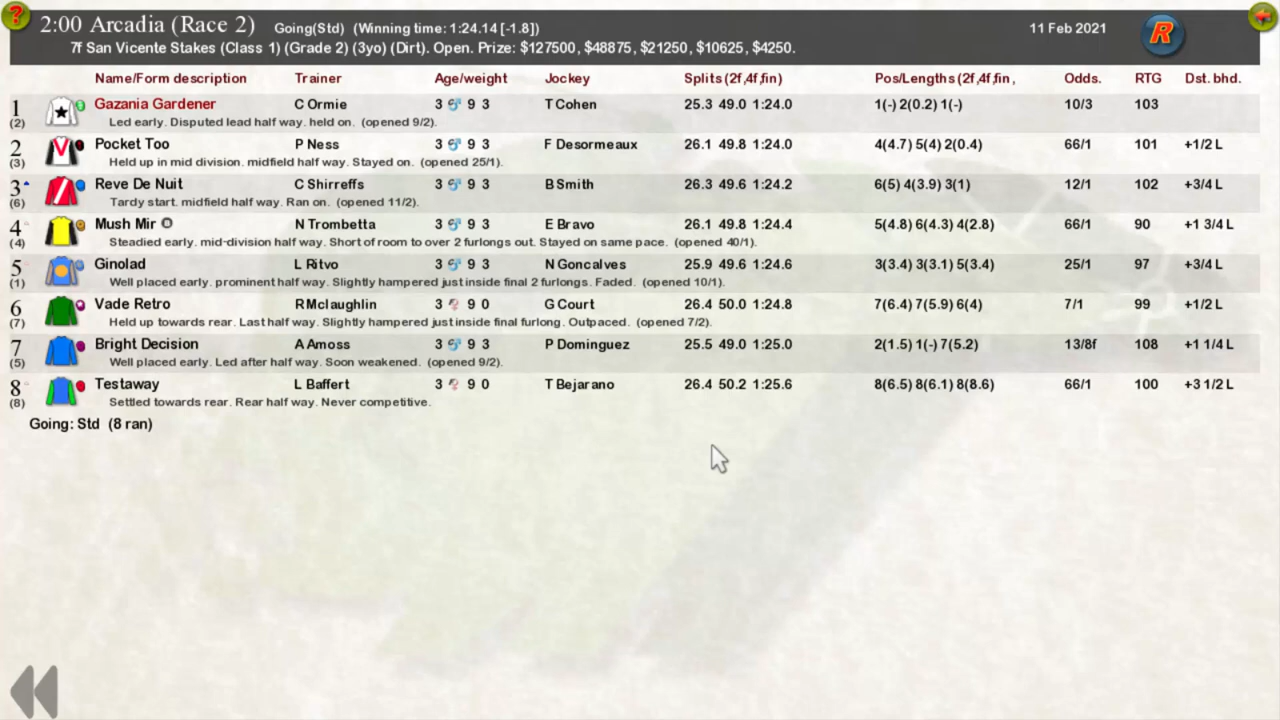 ?
2:00 Arcadia (Race 2) Going(Std) (Winning time: 1:24.14 [-1.8]) 11 Feb 2021 R
7f San Vicente Stakes (Class 1) (Grade 2) (3yo) (Dirt). Open. Prize: $127500, $48875, $21250, $10625, $4250.
Name/Form description Trainer Age/weight Jockey Splits (2f,4f,fin) Pos/Lengths (2f,4f,fin, Odds. RTG Dst. bhd.
1 Gazania Gardener C Ormie 3 9 3 T Cohen 25.3 49.0 1:24.0 1(-) 2(0.2) 1(-) 10/3 103
(2) Led early. Disputed lead half way. held on. (opened 9/2).
2 Pocket Too P Ness 3 9 3 F Desormeaux 26.1 49.8 1:24.0 4(4.7) 5(4) 2(0.4) 66/1 101 +1/2 L
(3) Held up in mid division. midfield half way. Stayed on. (opened 25/1).
3 Reve De Nuit C Shirreffs 3 9 3 B Smith 26.3 49.6 1:24.2 6(5) 4(3.9) 3(1) 12/1 102 +3/4 L
(6) Tardy start. midfield half way. Ran on. (opened 11/2).
4 Mush Mir N Trombetta 3 9 3 E Bravo 26.1 49.8 1:24.4 5(4.8) 6(4.3) 4(2.8) 66/1 90 +1 3/4 L
(4) Steadied early. mid-division half way. Short of room to over 2 furlongs out. Stayed on same pace. (opened 40/1).
5 Ginolad L Ritvo 3 9 3 N Goncalves 25.9 49.6 1:24.6 3(3.4) 3(3.1) 5(3.4) 25/1 97 +3/4 L
(1) Well placed early. prominent half way. Slightly hampered just inside final 2 furlongs. Faded. (opened 10/1).
6 Vade Retro R Mclaughlin 3 9 0 G Court 26.4 50.0 1:24.8 7(6.4) 7(5.9) 6(4) 7/1 99 +1/2 L
(7) Held up towards rear. Last half way. Slightly hampered just inside final furlong. Outpaced. (opened 7/2).
7 Bright Decision A Amoss 3 9 3 P Dominguez 25.5 49.0 1:25.0 2(1.5) 1(-) 7(5.2) 13/8f 108 +1 1/4 L
(5) Well placed early. Led after half way. Soon weakened. (opened 9/2).
8 Testaway L Baffert 3 9 0 T Bejarano 26.4 50.2 1:25.6 8(6.5) 8(6.1) 8(8.6) 66/1 100 +3 1/2 L
(8) Settled towards rear. Rear half way. Never competitive.
Going: Std (8 ran)